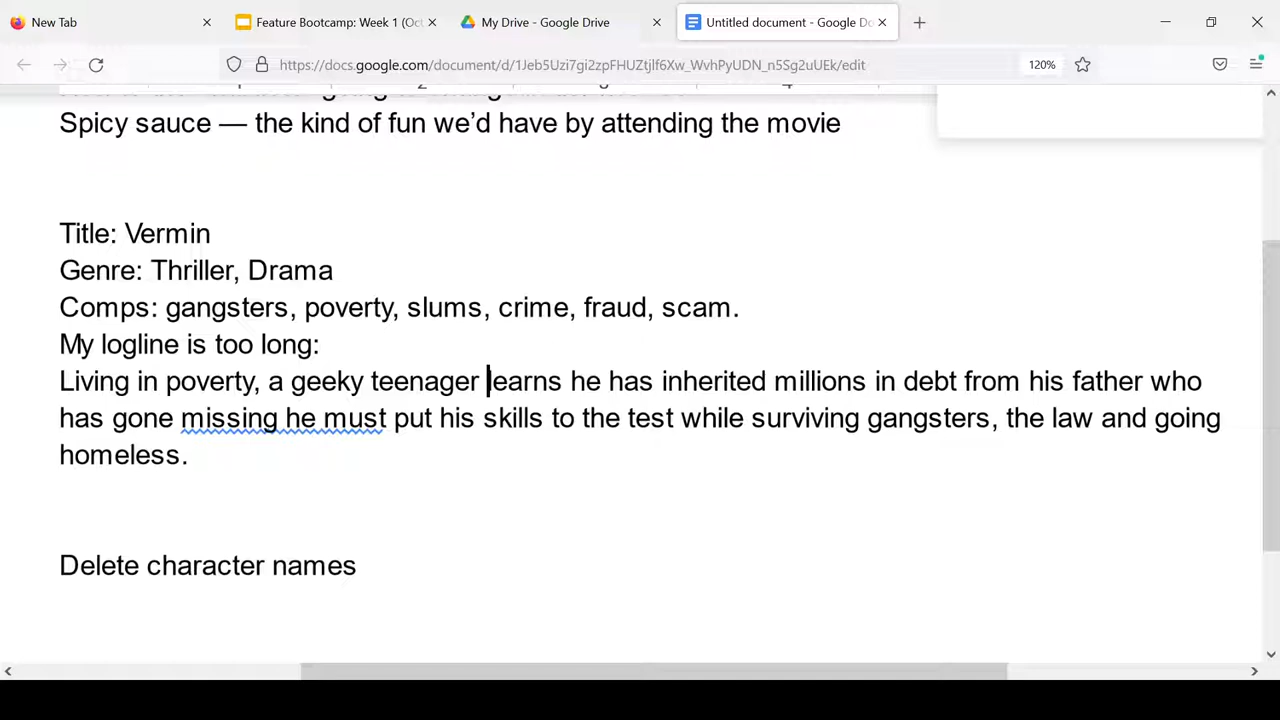 New Tab
Feature Bootcamp: Week 1 (Oct
My Drive - Google Drive
Untitled document - Google Do
https://docs.google.com/document/d/1Jeb5Uzi7gi2zpFHUZtjlf6Xw_WvhPyUDN_n5Sg2uUEk/edit
120%
Spicy sauce — the kind of fun we'd have by attending the movie
Title: Vermin
Genre: Thriller, Drama
Comps: gangsters, poverty, slums, crime, fraud, scam.
My logline is too long:
Living in poverty, a geeky teenager learns he has inherited millions in debt from his father who
has gone missing he must put his skills to the test while surviving gangsters, the law and going
homeless.
Delete character names